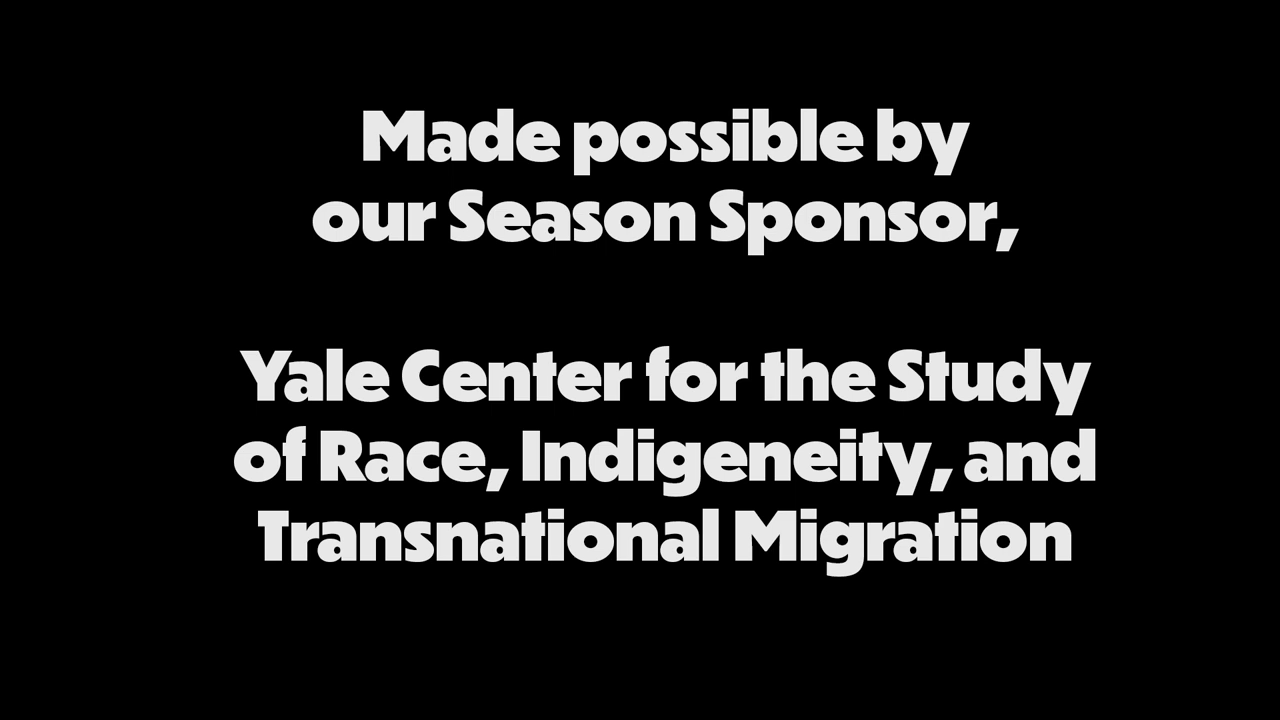 Made possible by
our Season Sponsor,
Yale Center for the Study
of Race, Indigeneity, and
Transnational Migration